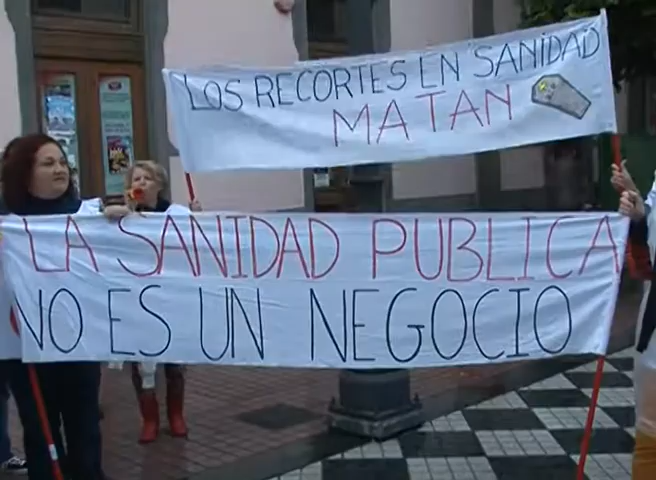 LOS RECORTES EN SANIDAD
MATAN
LA SANIDAD PUBLICA
NO ES UN NEGOCIO